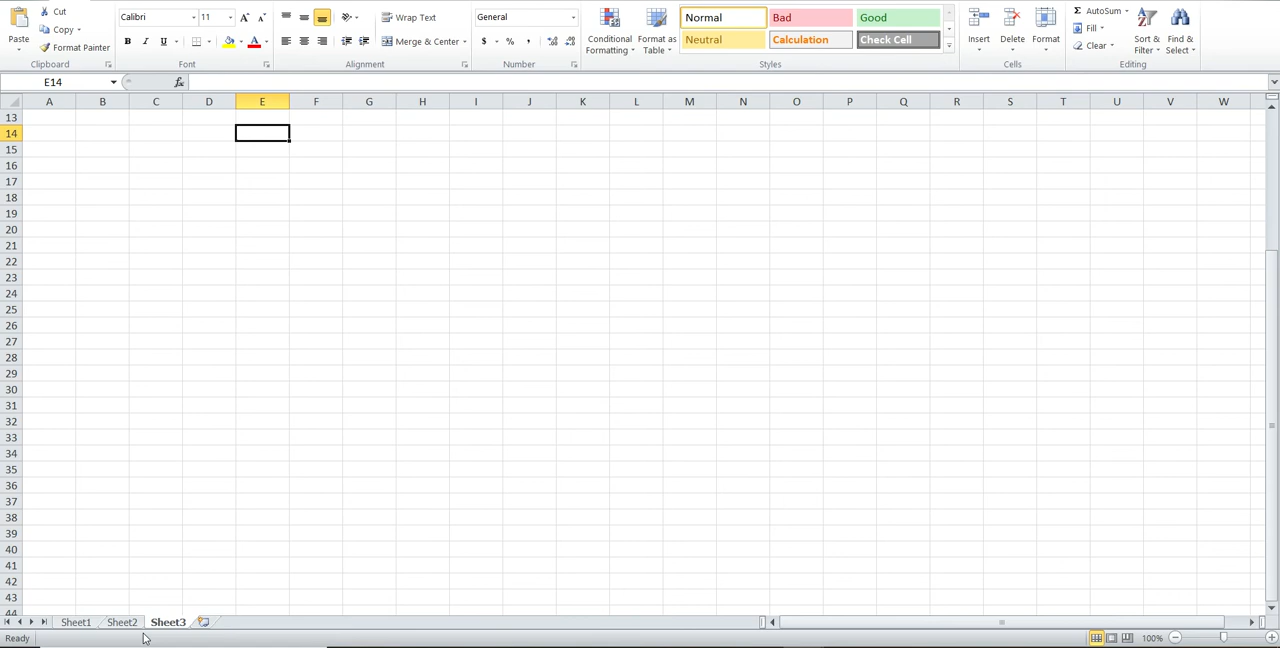 Cut
Calibri
11
Wrap Text
General
Normal
Bad
Good
AutoSum
Paste
Copy
Format Painter
B I U
A
Merge & Center
%
Conditional
Formatting
Format as
Table
Neutral
Calculation
Check Cell
Insert
Delete
Format
Fill
Clear
Sort &
Filter
Find &
Select
Clipboard
Font
Alignment
Number
Styles
Cells
Editing
E14
fx
A B C D E F G H I J K L M N O P Q R S T U V W
13
14
15
16
17
18
19
20
21
22
23
24
25
26
27
28
29
30
31
32
33
34
35
36
37
38
39
40
41
42
43
44
Sheet1 Sheet2 Sheet3
Ready
100%